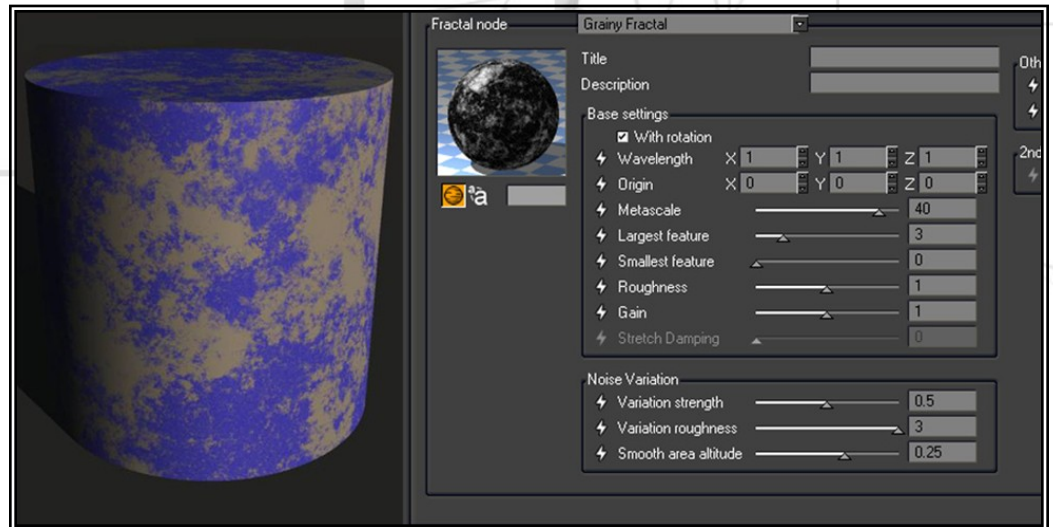 Fractal node
Grainy Fractal
Title
Description
Base settings
With rotation
Wavelength X 1 Y 1 Z 1
Origin X 0 Y 0 Z 0
Metascale 40
Largest feature 3
Smallest feature 0
Roughness 1
Gain 1
Stretch Damping 0
Noise Variation
Variation strength 0.5
Variation roughness 3
Smooth area altitude 0.25
Oth
2nd